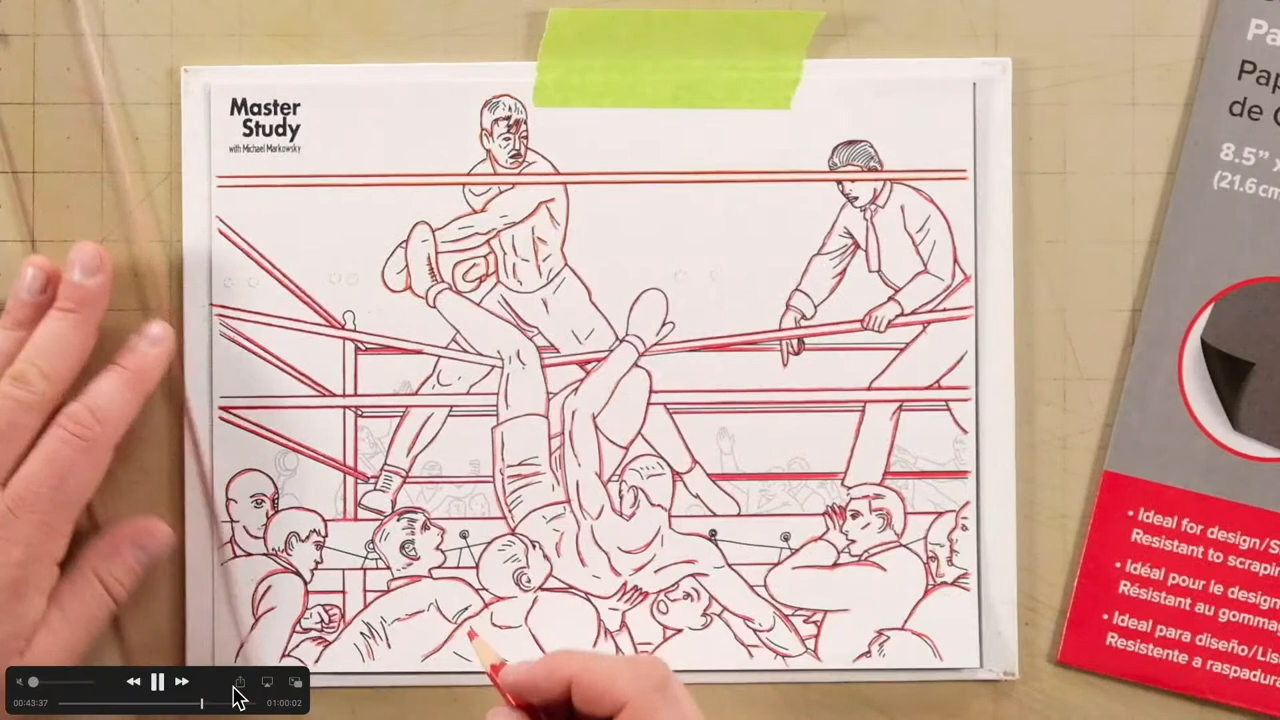 Master
Study
with Michael Markowsky
Pa
Pap
de
8.5"
(21.6 cm
• Ideal for design/S
Resistant to scrapin
• Idéal pour le design
Résistant au gommag
• Ideal para diseño/Lis
Resistente a raspadura
00:43:37
01:00:02